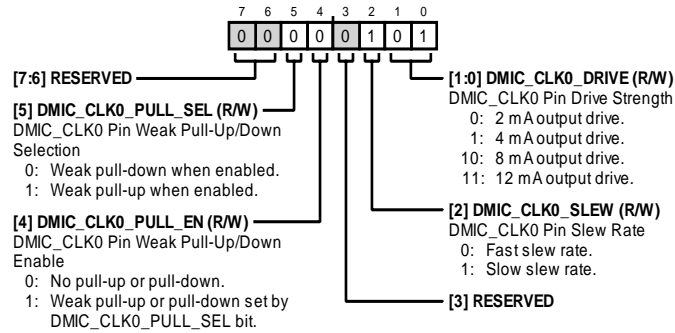 7 6 5 4 3 2 1 0
0 0 0 0 0 1 0 1
[7:6] RESERVED
[5] DMIC_CLK0_PULL_SEL (R/W)
DMIC_CLK0 Pin Weak Pull-Up/Down
Selection
0: Weak pull-down when enabled.
1: Weak pull-up when enabled.
[4] DMIC_CLK0_PULL_EN (R/W)
DMIC_CLK0 Pin Weak Pull-Up/Down
Enable
0: No pull-up or pull-down.
1: Weak pull-up or pull-down set by
DMIC_CLK0_PULL_SEL bit.
[1:0] DMIC_CLK0_DRIVE (R/W)
DMIC_CLK0 Pin Drive Strength
0: 2 mA output drive.
1: 4 mA output drive.
10: 8 mA output drive.
11: 12 mA output drive.
[2] DMIC_CLK0_SLEW (R/W)
DMIC_CLK0 Pin Slew Rate
0: Fast slew rate.
1: Slow slew rate.
[3] RESERVED